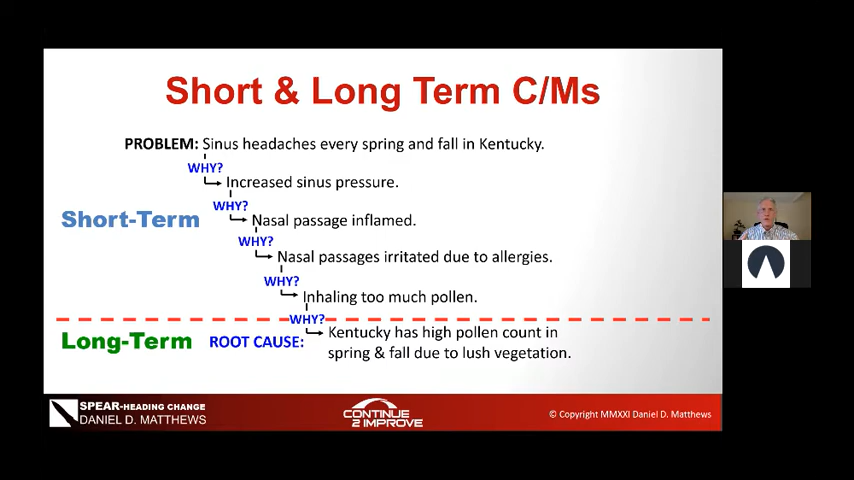 Short & Long Term C/Ms
PROBLEM: Sinus headaches every spring and fall in Kentucky.
WHY?
Increased sinus pressure.
WHY?
Short-Term
Nasal passage inflamed.
WHY?
Nasal passages irritated due to allergies.
WHY?
Inhaling too much pollen.
WHY?
Long-Term
ROOT CAUSE:
Kentucky has high pollen count in
spring & fall due to lush vegetation.
SPEAR-HEADING CHANGE
DANIEL D. MATTHEWS
CONTINUE
2 IMPROVE
© Copyright MMXXI Daniel D. Matthews